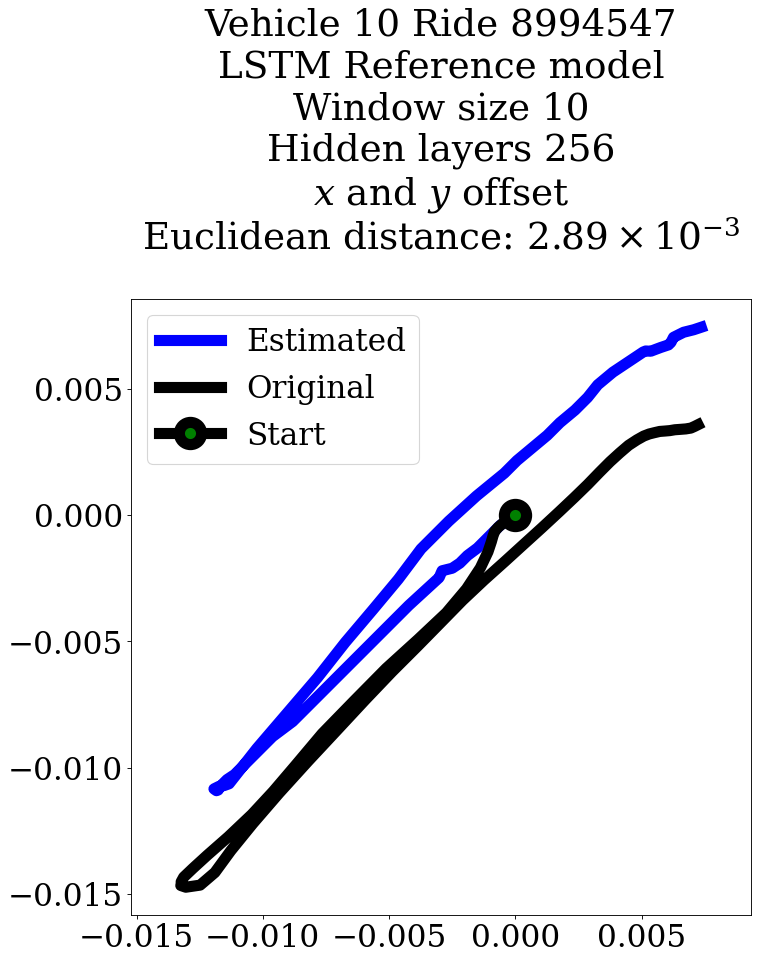 Vehicle 10 Ride 8994547
LSTM Reference model
Window size 10
Hidden layers 256
x and y offset
Euclidean distance: 2.89 × 10⁻³
Estimated
Original
Start
0.005
0.000
−0.005
−0.010
−0.015
−0.015 −0.010 −0.005 0.000 0.005